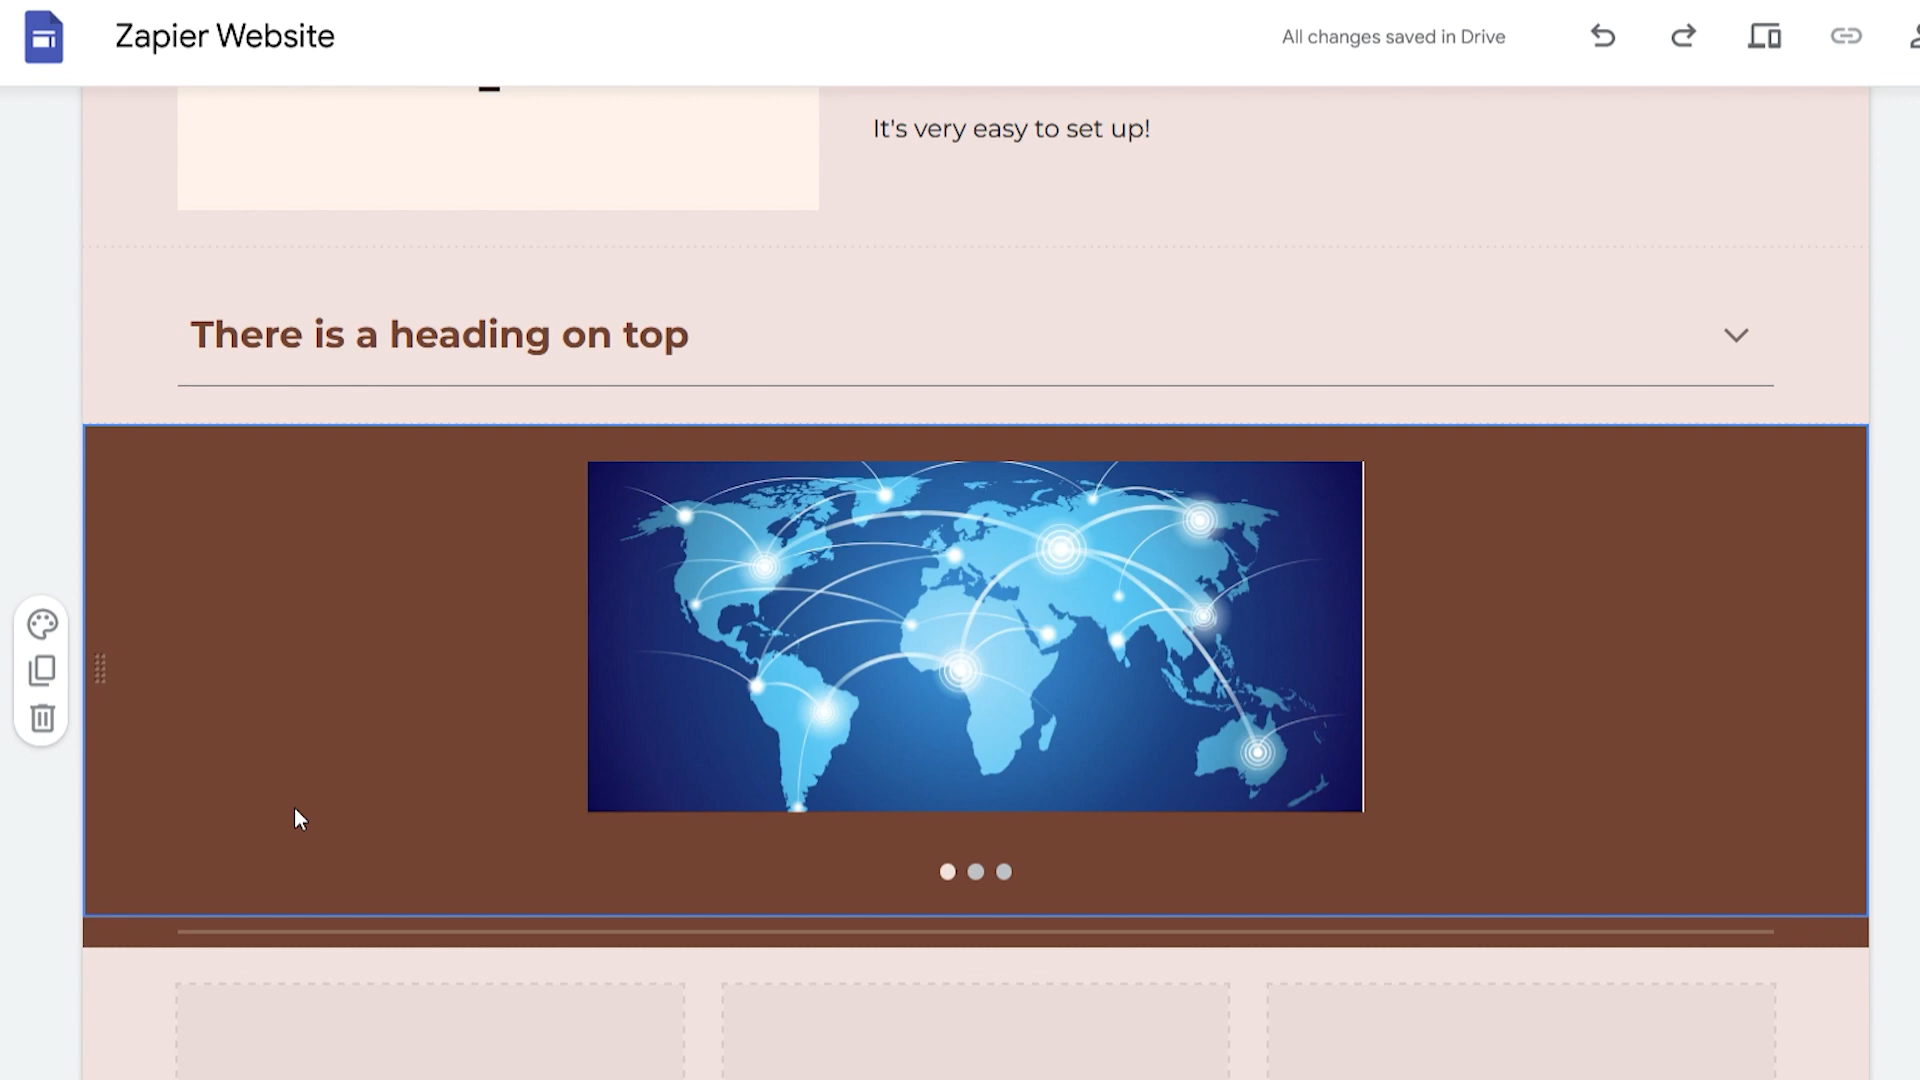 Zapier Website
All changes saved in Drive
It's very easy to set up!
There is a heading on top